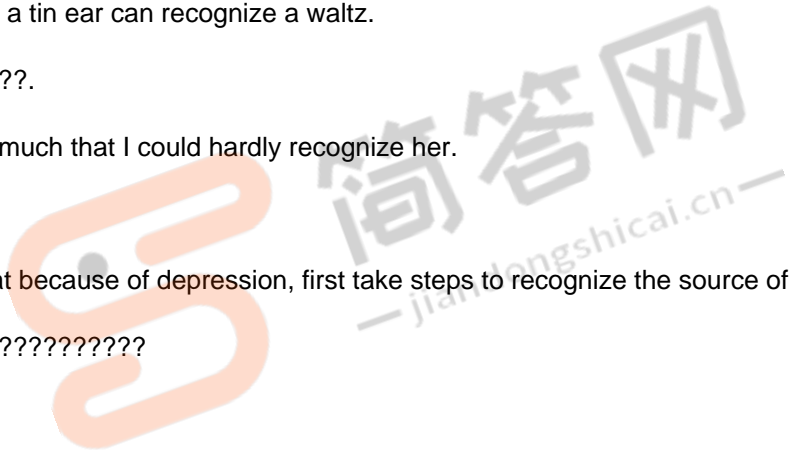 a tin ear can recognize a waltz.
??.
much that I could hardly recognize her.
at because of depression, first take steps to recognize the source of
??????????
简答网
— jiandongshicai.cn —